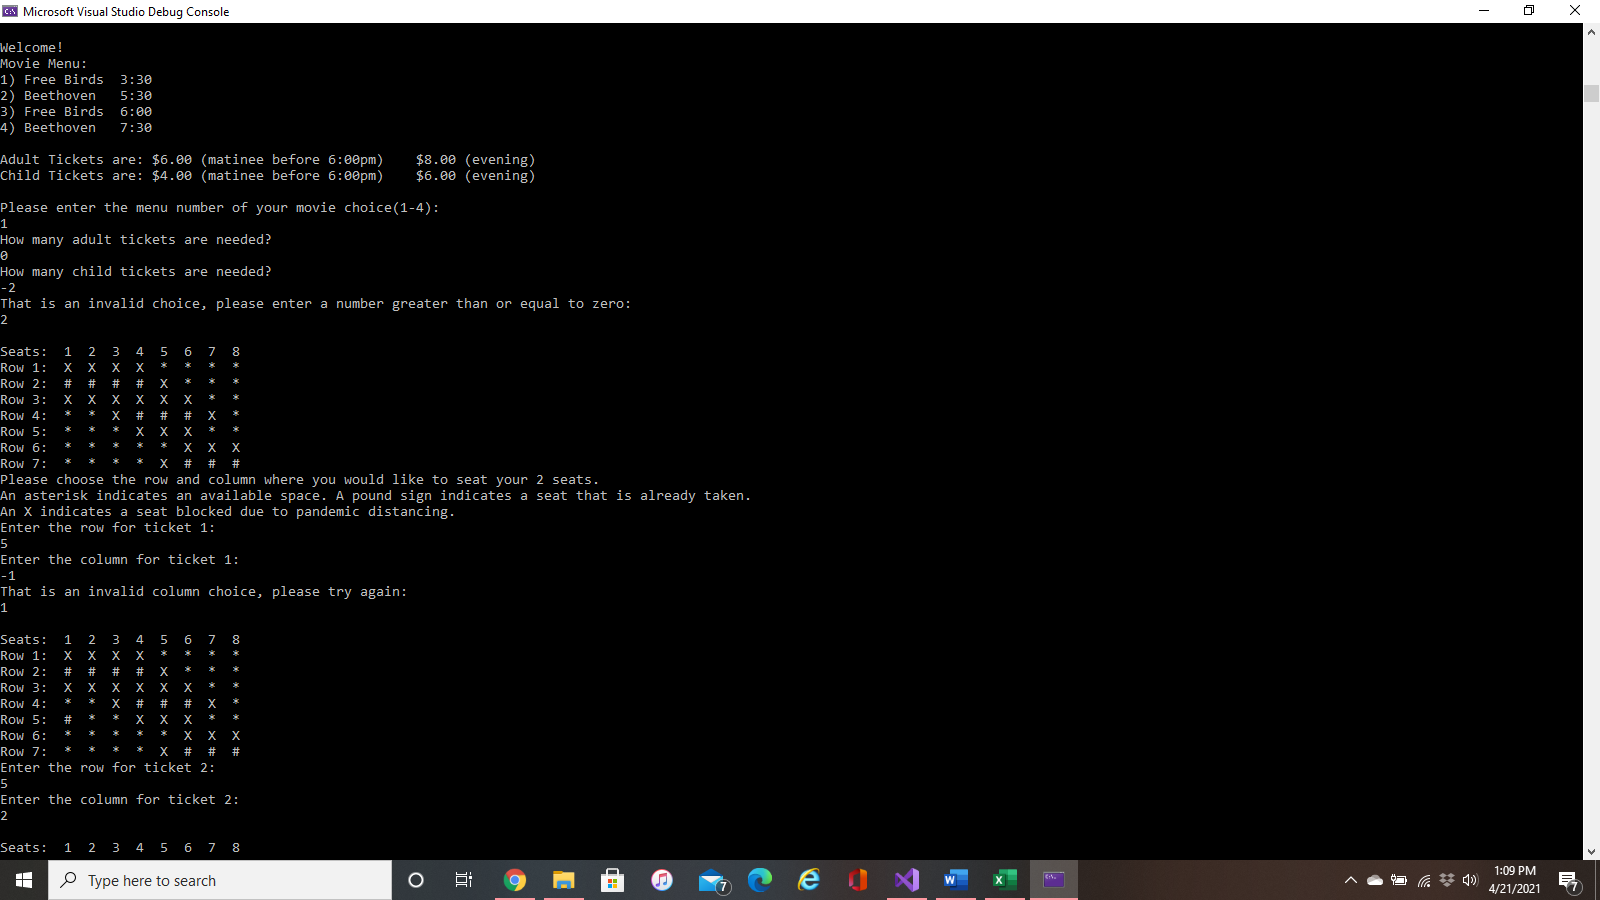 Microsoft Visual Studio Debug Console
Welcome!
Movie Menu:
1) Free Birds  3:30
2) Beethoven   5:30
3) Free Birds  6:00
4) Beethoven   7:30
Adult Tickets are: $6.00 (matinee before 6:00pm)    $8.00 (evening)
Child Tickets are: $4.00 (matinee before 6:00pm)    $6.00 (evening)
Please enter the menu number of your movie choice(1-4):
1
How many adult tickets are needed?
0
How many child tickets are needed?
-2
That is an invalid choice, please enter a number greater than or equal to zero:
2
Seats:  1  2  3  4  5  6  7  8
Row 1:  X  X  X  X  *  *  *  *
Row 2:  #  #  #  #  X  *  *  *
Row 3:  X  X  X  X  X  X  *  *
Row 4:  *  *  X  #  #  #  X  *
Row 5:  *  *  *  X  X  X  *  *
Row 6:  *  *  *  *  *  X  X  X
Row 7:  *  *  *  *  X  #  #  #
Please choose the row and column where you would like to seat your 2 seats.
An asterisk indicates an available space. A pound sign indicates a seat that is already taken.
An X indicates a seat blocked due to pandemic distancing.
Enter the row for ticket 1:
5
Enter the column for ticket 1:
-1
That is an invalid column choice, please try again:
1
Seats:  1  2  3  4  5  6  7  8
Row 1:  X  X  X  X  *  *  *  *
Row 2:  #  #  #  #  X  *  *  *
Row 3:  X  X  X  X  X  X  *  *
Row 4:  *  *  X  #  #  #  X  *
Row 5:  #  *  *  X  X  X  *  *
Row 6:  *  *  *  *  *  X  X  X
Row 7:  *  *  *  *  X  #  #  #
Enter the row for ticket 2:
5
Enter the column for ticket 2:
2
Seats:  1  2  3  4  5  6  7  8
Type here to search
7
1:09 PM
4/21/2021
7